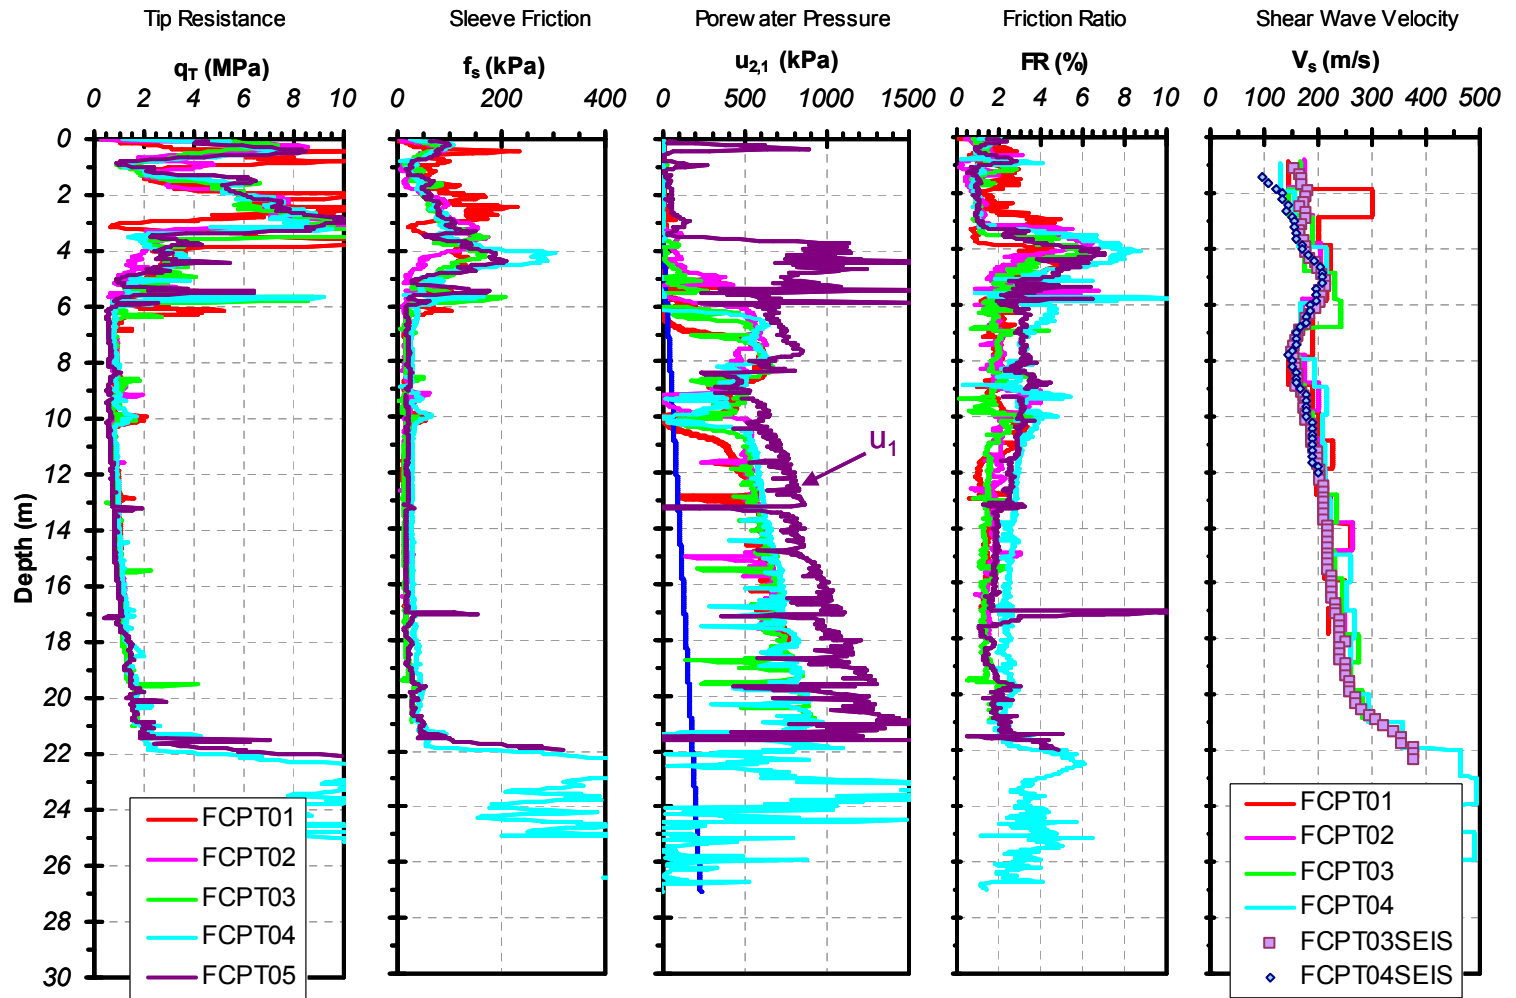 Tip Resistance Sleeve Friction Porewater Pressure Friction Ratio Shear Wave Velocity
qT (MPa) fs (kPa) u2,1 (kPa) FR (%) Vs (m/s)
0 2 4 6 8 10 0 200 400 0 500 1000 1500 0 2 4 6 8 10 0 100 200 300 400 500
0
2
4
6
8
10
12
14
16
18
20
22
24
26
28
30
Depth (m)
u1
FCPT01
FCPT02
FCPT03
FCPT04
FCPT05
FCPT01
FCPT02
FCPT03
FCPT04
FCPT03SEIS
FCPT04SEIS